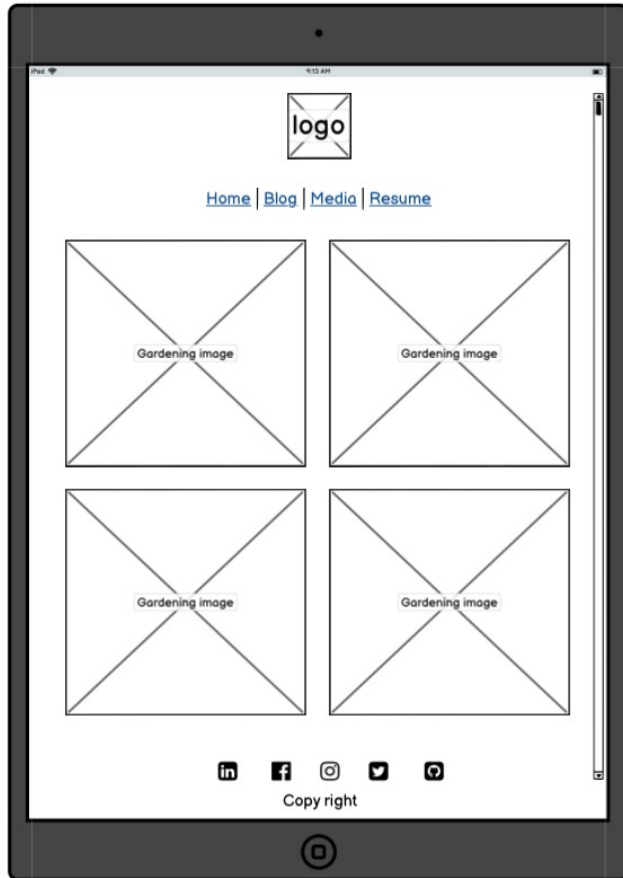 iPad 9:13 AM
logo
Home Blog Media Resume
Gardening image Gardening image
Gardening image Gardening image
in f
Copy right